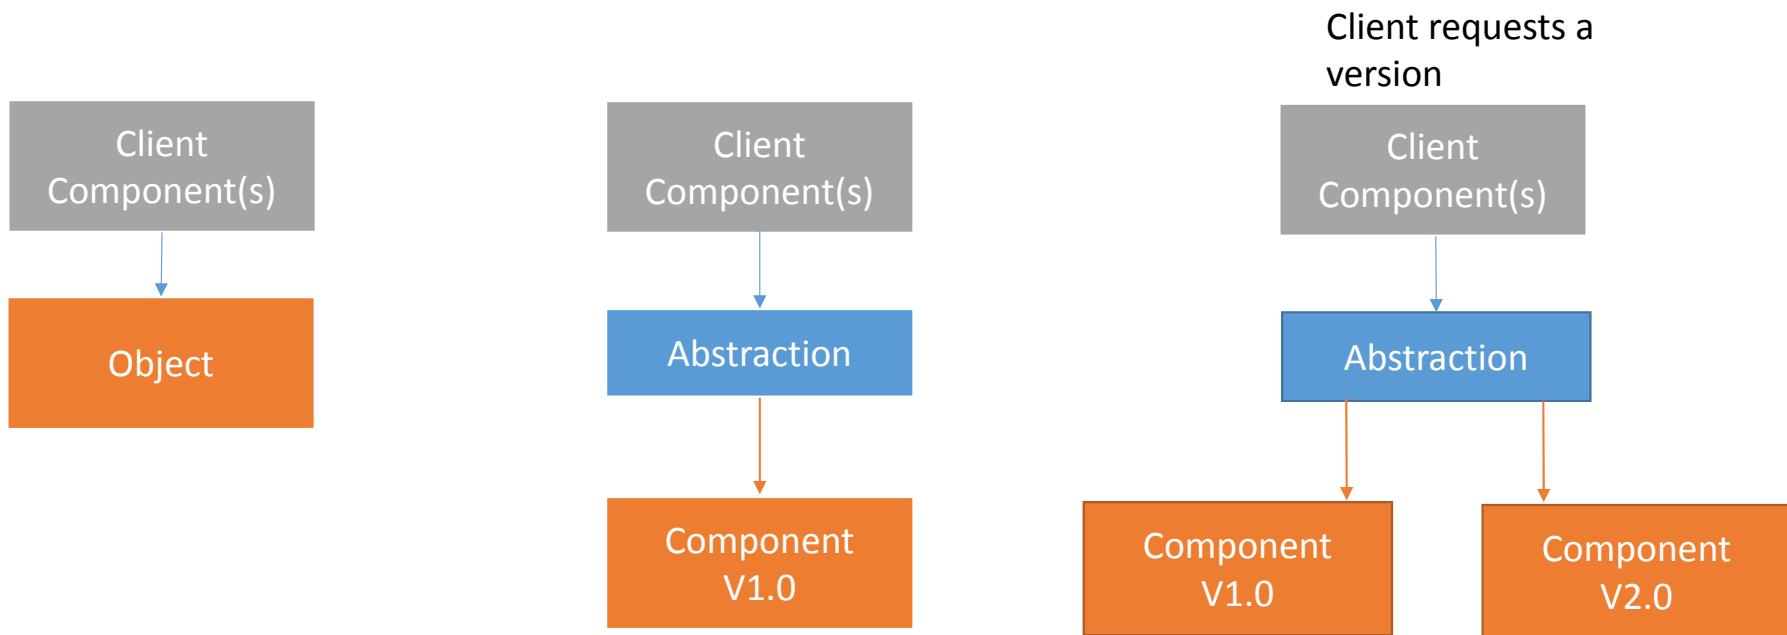 Client
Component(s)
Object
Client
Component(s)
Abstraction
Component
V1.0
Client requests a
version
Client
Component(s)
Abstraction
Component
V1.0
Component
V2.0